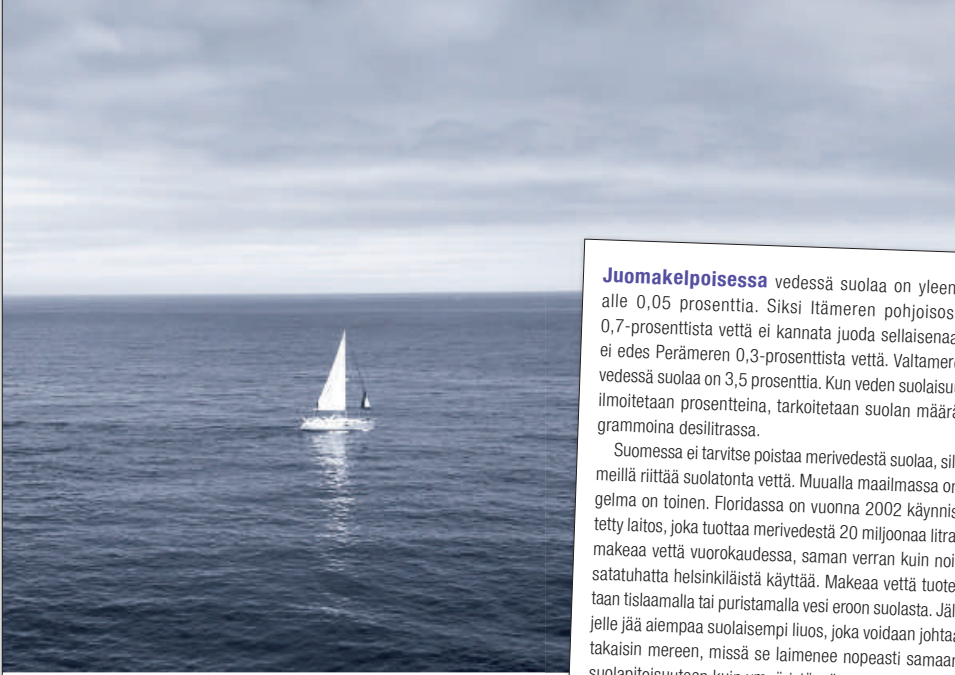 Juomakelpoisessa vedessä suolaa on yleen
alle 0,05 prosenttia. Siksi Itämeren pohjoisos
0,7-prosenttista vettä ei kannata juoda sellaisenaa
ei edes Perämeren 0,3-prosenttista vettä. Valtamere
vedessä suolaa on 3,5 prosenttia. Kun veden suolaisuu
ilmoitetaan prosentteina, tarkoitetaan suolan määrä
grammoina desilitrassa.
Suomessa ei tarvitse poistaa merivedestä suolaa, sil
meillä riittää suolatonta vettä. Muualla maailmassa on
gelma on toinen. Floridassa on vuonna 2002 käynnis
tetty laitos, joka tuottaa merivedestä 20 miljoonaa litraa
makeaa vettä vuorokaudessa, saman verran kuin noi
satatuhatta helsinkiläistä käyttää. Makeaa vettä tuote
taan tislaamalla tai puristamalla vesi eroon suolasta. Jäl
jelle jää aiempaa suolaisempi liuos, joka voidaan johtaa
takaisin mereen, missä se laimenee nopeasti samaan